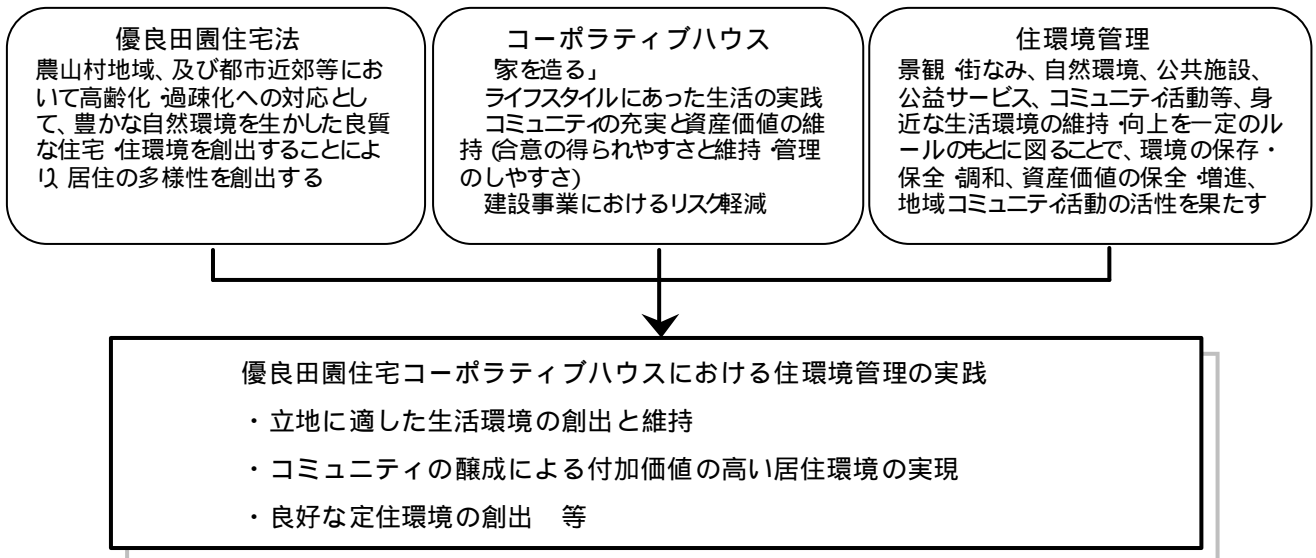 優良田園住宅法
農山村地域、及び都市近郊等にお
いて高齢化・過疎化への対応とし
て、豊かな自然環境を生かした良質
な住宅・住環境を創出することによ
り、居住の多様性を創出する
コーポラティブハウス
「家を造る」
ライフスタイルにあった生活の実践
コミュニティの充実と資産価値の維
持(合意の得られやすさと維持・管理
のしやすさ)
建設事業におけるリスク軽減
住環境管理
景観・街なみ、自然環境、公共施設、
公益サービス、コミュニティ活動等、身
近な生活環境の維持・向上を一定のル
ールのもとに図ることで、環境の保存・
保全・調和、資産価値の保全・増進、
地域コミュニティ活動の活性を果たす
優良田園住宅コーポラティブハウスにおける住環境管理の実践
・立地に適した生活環境の創出と維持
・コミュニティの醸成による付加価値の高い居住環境の実現
・良好な定住環境の創出　等